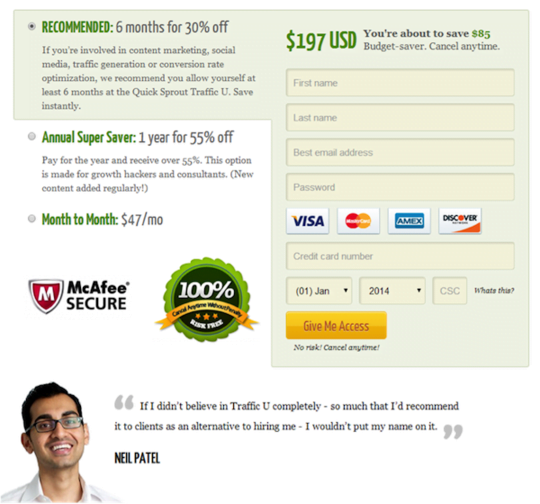 RECOMMENDED: 6 months for 30% off
If you're involved in content marketing, social
media, traffic generation or conversion rate
optimization, we recommend you allow yourself at
least 6 months at the Quick Sprout Traffic U. Save
instantly.
Annual Super Saver: 1 year for 55% off
Pay for the year and receive over 55%. This option
is made for growth hackers and consultants. (New
content added regularly!)
Month to Month: $47/mo
McAfee®
SECURE
M
100%
Cancel Anytime Without Penalty
RISK FREE
$197 USD
You're about to save $85
Budget-saver. Cancel anytime.
First name
Last name
Best email address
Password
VISA
MasterCard
AMEX
DISCOVER
Credit card number
(01) Jan
2014
CSC
Whats this?
Give Me Access
No risk! Cancel anytime!
“ If I didn't believe in Traffic U completely - so much that I'd recommend
it to clients as an alternative to hiring me - I wouldn't put my name on it. ”
NEIL PATEL